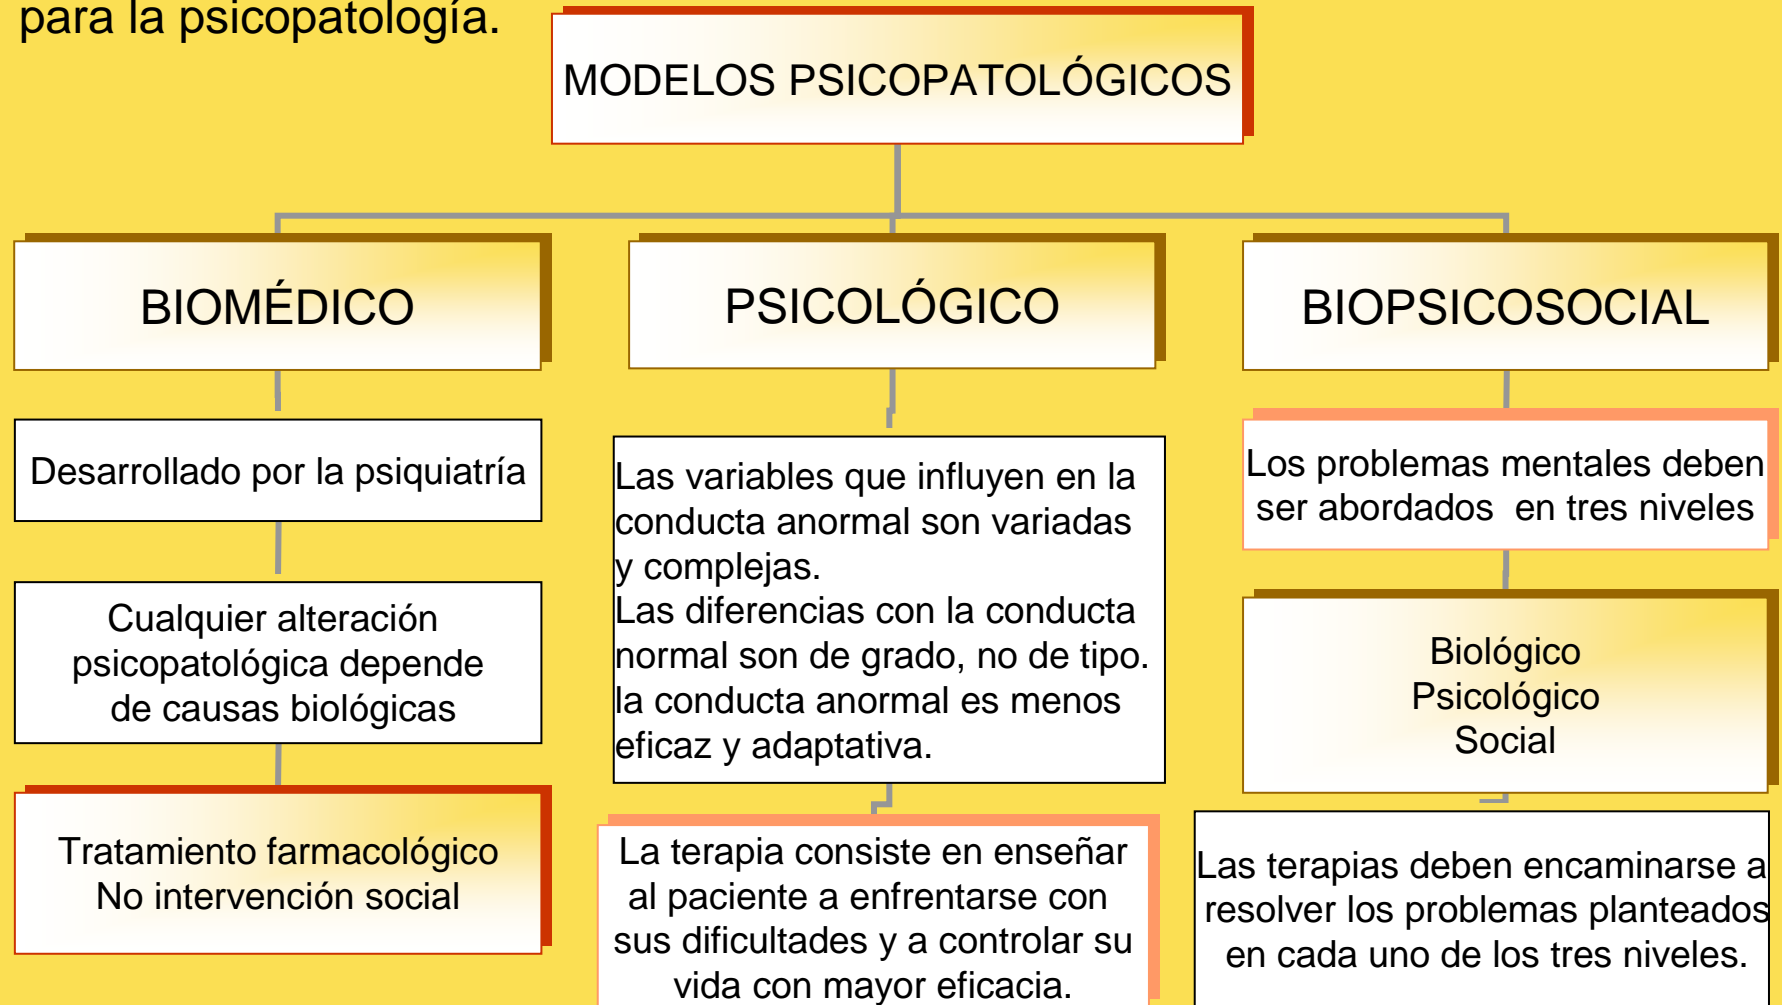 para la psicopatología.
MODELOS PSICOPATOLÓGICOS
BIOMÉDICO
Desarrollado por la psiquiatría
Cualquier alteración
psicopatológica depende
de causas biológicas
Tratamiento farmacológico
No intervención social
PSICOLÓGICO
Las variables que influyen en la
conducta anormal son variadas
y complejas.
Las diferencias con la conducta
normal son de grado, no de tipo.
la conducta anormal es menos
eficaz y adaptativa.
La terapia consiste en enseñar
al paciente a enfrentarse con
sus dificultades y a controlar su
vida con mayor eficacia.
BIOPSICOSOCIAL
Los problemas mentales deben
ser abordados  en tres niveles
Biológico
Psicológico
Social
Las terapias deben encaminarse a
resolver los problemas planteados
en cada uno de los tres niveles.